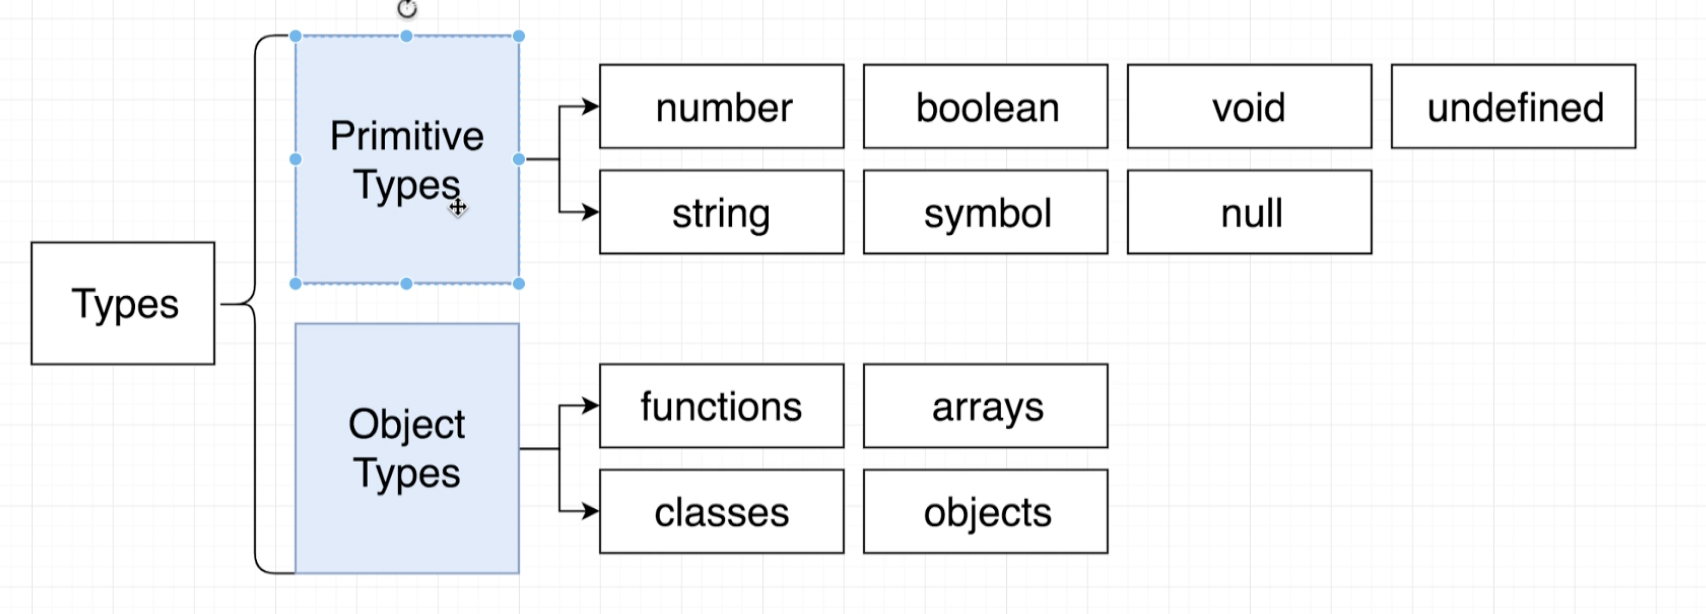 Types
Primitive
Types
number
boolean
void
undefined
string
symbol
null
Object
Types
functions
arrays
classes
objects